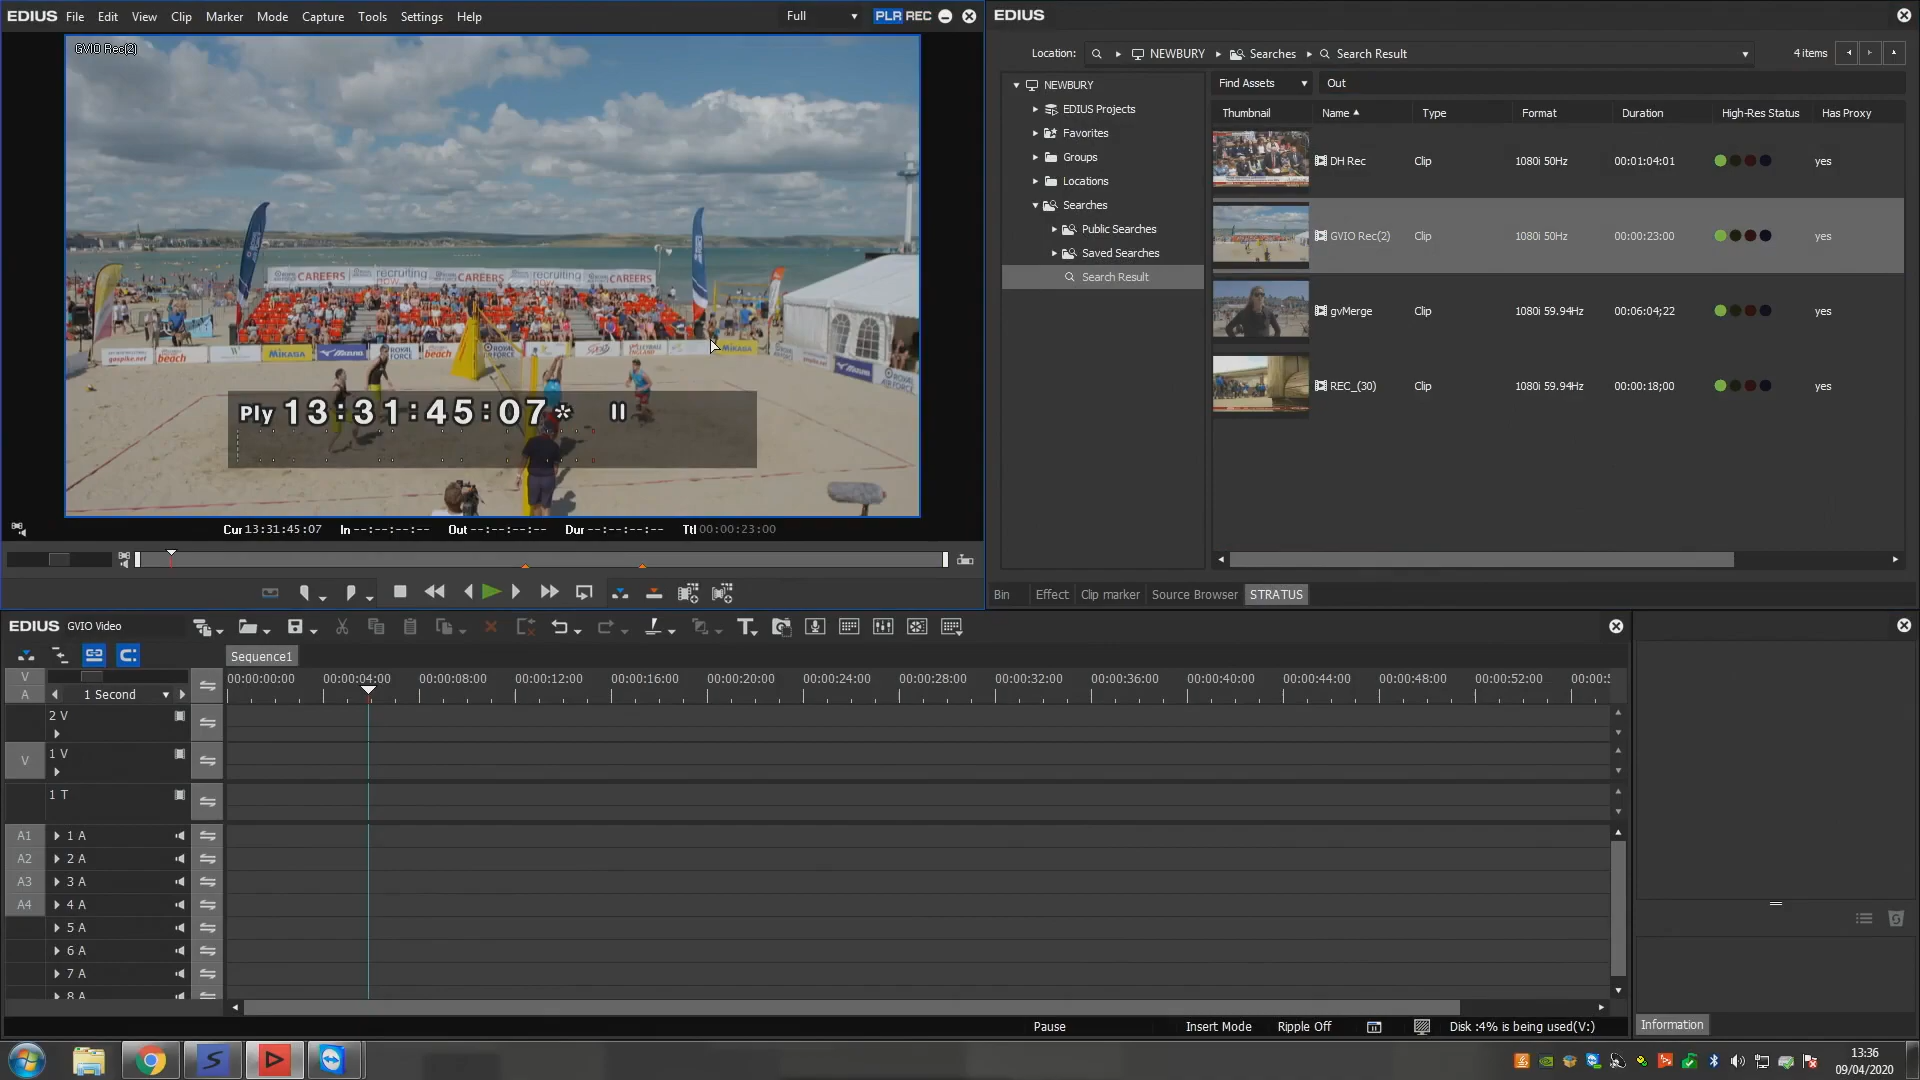 EDIUS File Edit View Clip Marker Mode Capture Tools Settings Help Full PLR REC
GVIO Rec(2)
CAREERS recruiting CAREERS recruiting CAREERS
beach MIKASA MIZUNO beach MIKASA
Ply 13:31:45:07* II
Cur 13:31:45:07 In --:--:--:-- Out --:--:--:-- Dur --:--:--:-- Ttl 00:00:23:00
EDIUS
Location: NEWBURY Searches Search Result 4 items
NEWBURY
EDIUS Projects
Favorites
Groups
Locations
Searches
Public Searches
Saved Searches
Search Result
Find Assets Out
Thumbnail Name Type Format Duration High-Res Status Has Proxy
DH Rec Clip 1080i 50Hz 00:01:04:01 yes
GVIO Rec(2) Clip 1080i 50Hz 00:00:23:00 yes
gvMerge Clip 1080i 59.94Hz 00:06:04;22 yes
REC_(30) Clip 1080i 59.94Hz 00:00:18;00 yes
Bin Effect Clip marker Source Browser STRATUS
EDIUS GVIO Video
Sequence1
V
A 1 Second
00:00:00:00 00:00:04:00 00:00:08:00 00:00:12:00 00:00:16:00 00:00:20:00 00:00:24:00 00:00:28:00 00:00:32:00 00:00:36:00 00:00:40:00 00:00:44:00 00:00:48:00 00:00:52:00 00:00:5
2 V
V 1 V
1 T
A1 1 A
A2 2 A
A3 3 A
A4 4 A
5 A
6 A
7 A
8 A
Pause Insert Mode Ripple Off Disk :4% is being used(V:)
Information
13:36
09/04/2020